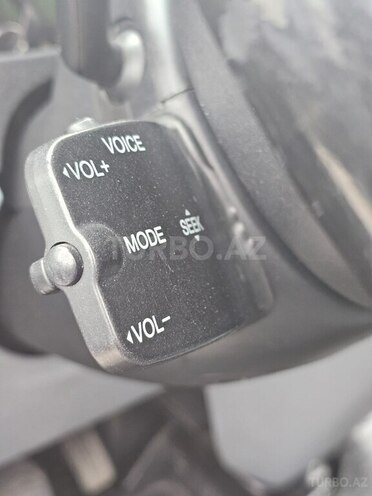 VOICE
◂VOL+
MODE
SEEK
◂VOL-
TURBO.AZ
TURBO.AZ